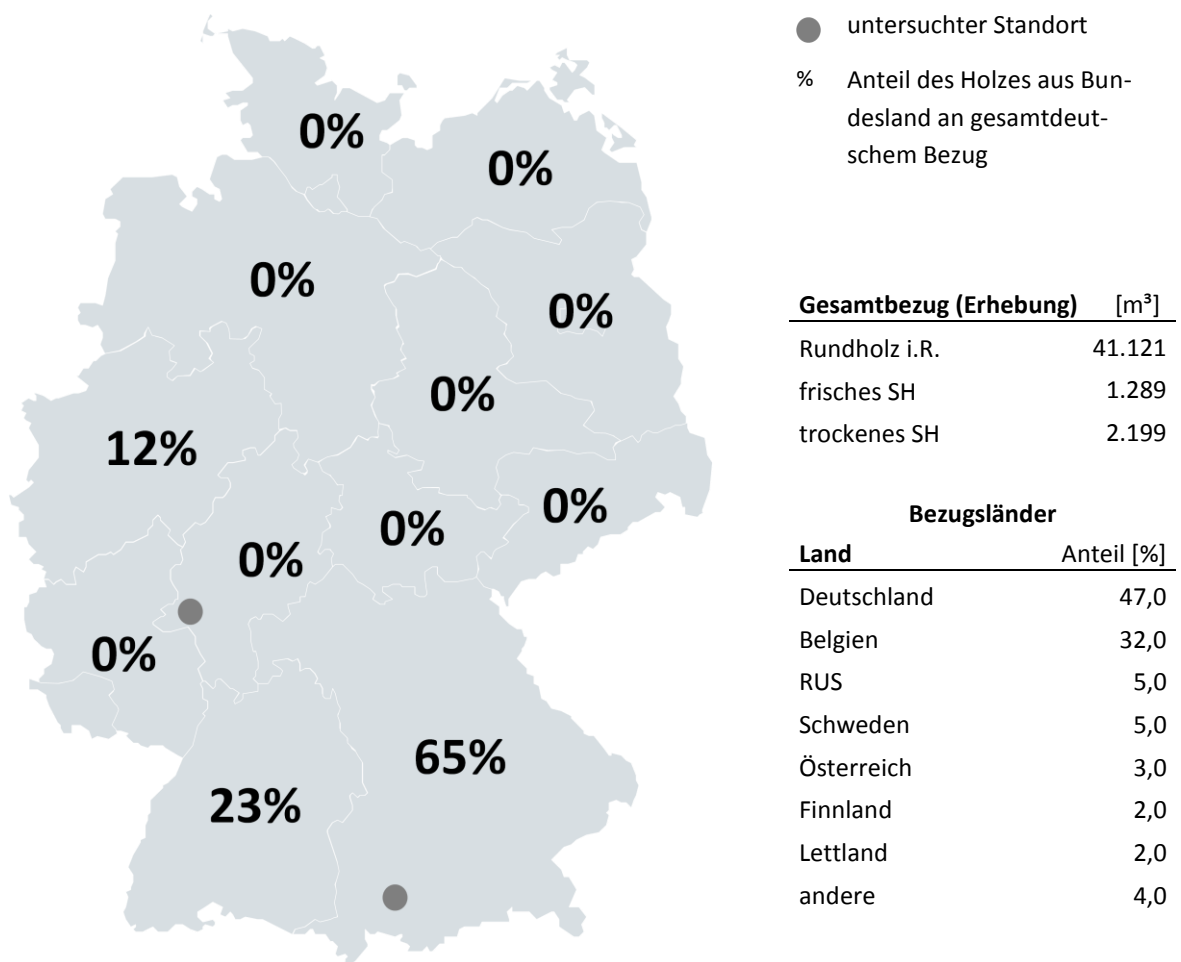 untersuchter Standort
% Anteil des Holzes aus Bun-
desland an gesamtdeut-
schem Bezug
0%
0%
0%
0%
0%
12%
0%
0%
0%
0%
65%
23%
Gesamtbezug (Erhebung) [m³]
Rundholz i.R. 41.121
frisches SH 1.289
trockenes SH 2.199
Bezugsländer
Land Anteil [%]
Deutschland 47,0
Belgien 32,0
RUS 5,0
Schweden 5,0
Österreich 3,0
Finnland 2,0
Lettland 2,0
andere 4,0